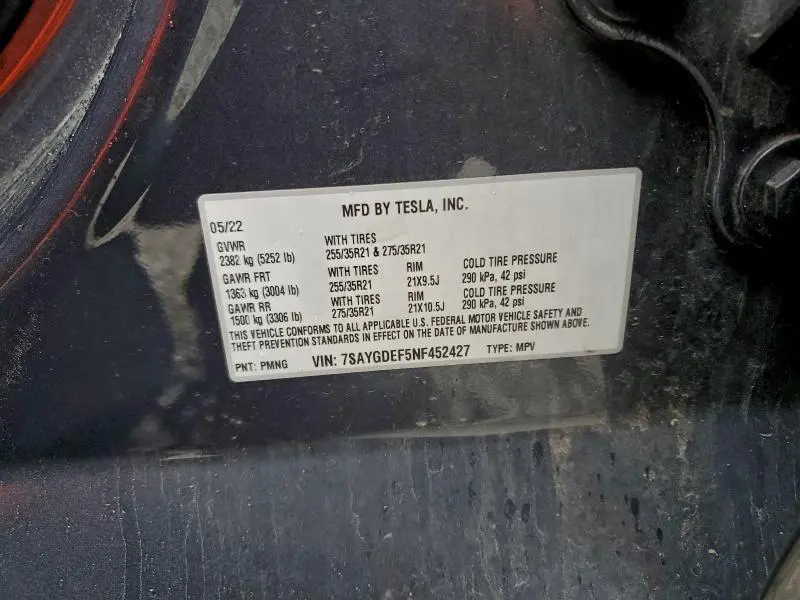 MFD BY TESLA, INC.
05/22
GVWR WITH TIRES
2382 kg (5252 lb) 255/35R21 & 275/35R21
GAWR FRT WITH TIRES RIM COLD TIRE PRESSURE
1363 kg (3004 lb) 255/35R21 21X9.5J 290 kPa, 42 psi
GAWR RR WITH TIRES RIM COLD TIRE PRESSURE
1500 kg (3306 lb) 275/35R21 21X10.5J 290 kPa, 42 psi
THIS VEHICLE CONFORMS TO ALL APPLICABLE U.S. FEDERAL MOTOR VEHICLE SAFETY AND
THEFT PREVENTION STANDARDS IN EFFECT ON THE DATE OF MANUFACTURE SHOWN ABOVE.
PNT: PMNG VIN: 7SAYGDEF5NF452427 TYPE: MPV